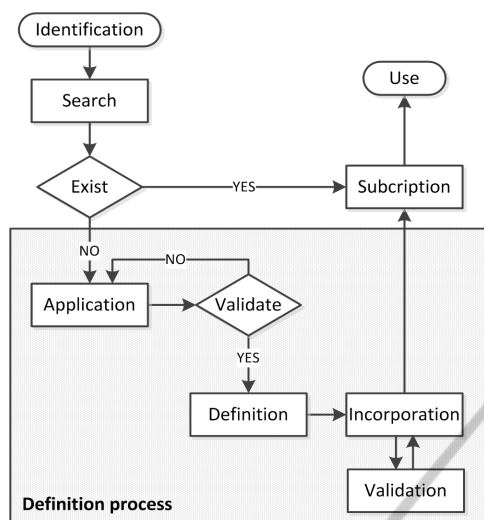 Identification
Use
Search
Exist
YES
Subcription
NO
NO
Application
Validate
YES
Definition
Incorporation
Validation
Definition process